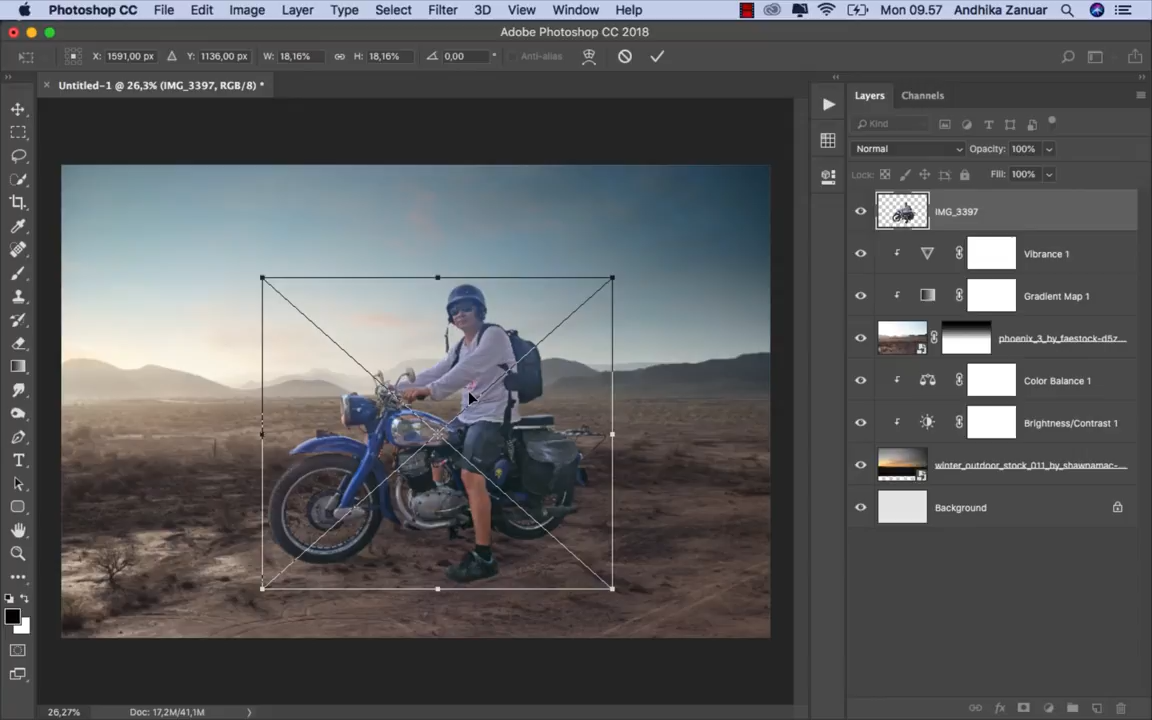 Photoshop CC File Edit Image Layer Type Select Filter 3D View Window Help Mon 09.57 Andhika Zanuar
Adobe Photoshop CC 2018
X: 1591,00 px Y: 1136,00 px W: 18,16% H: 18,16% 0,00 ° Anti-alias
Untitled-1 @ 26,3% (IMG_3397, RGB/8) *
Layers Channels
Kind
Normal Opacity: 100%
Lock: Fill: 100%
IMG_3397
Vibrance 1
Gradient Map 1
phoenix_3_by_faestock-d5z...
Color Balance 1
Brightness/Contrast 1
winter_outdoor_stock_011_by_shawnamac-...
Background
26,27% Doc: 17,2M/41,1M